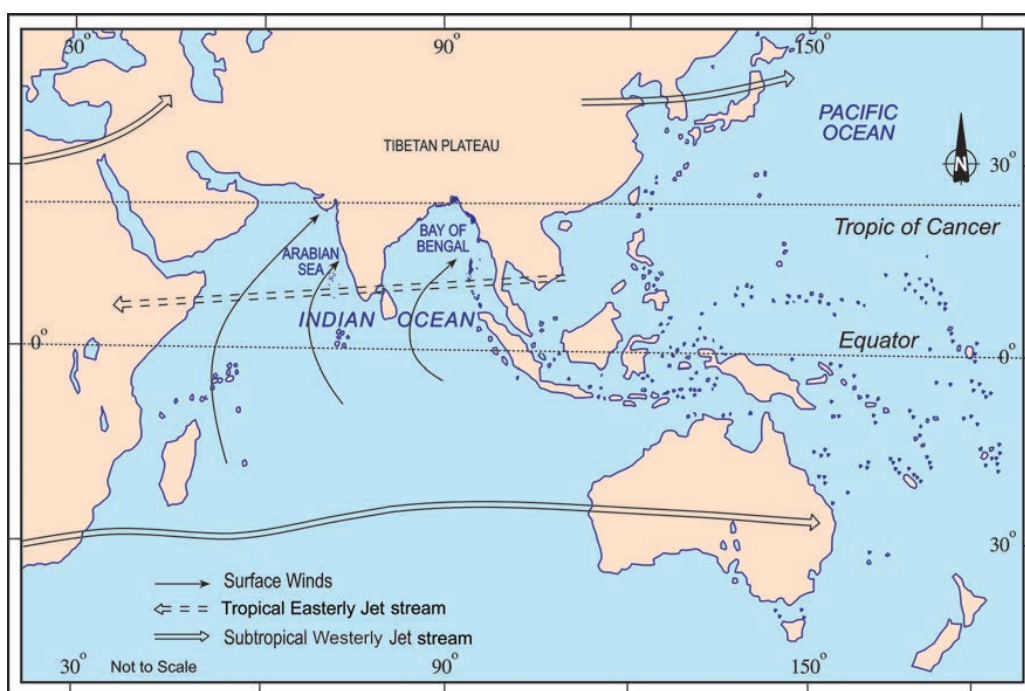 30°
90°
150°
PACIFIC
OCEAN
TIBETAN PLATEAU
N
30°
Tropic of Cancer
BAY OF
BENGAL
ARABIAN
SEA
INDIAN OCEAN
Equator
0°
0°
30°
Surface Winds
Tropical Easterly Jet stream
Subtropical Westerly Jet stream
30°
Not to Scale
90°
150°